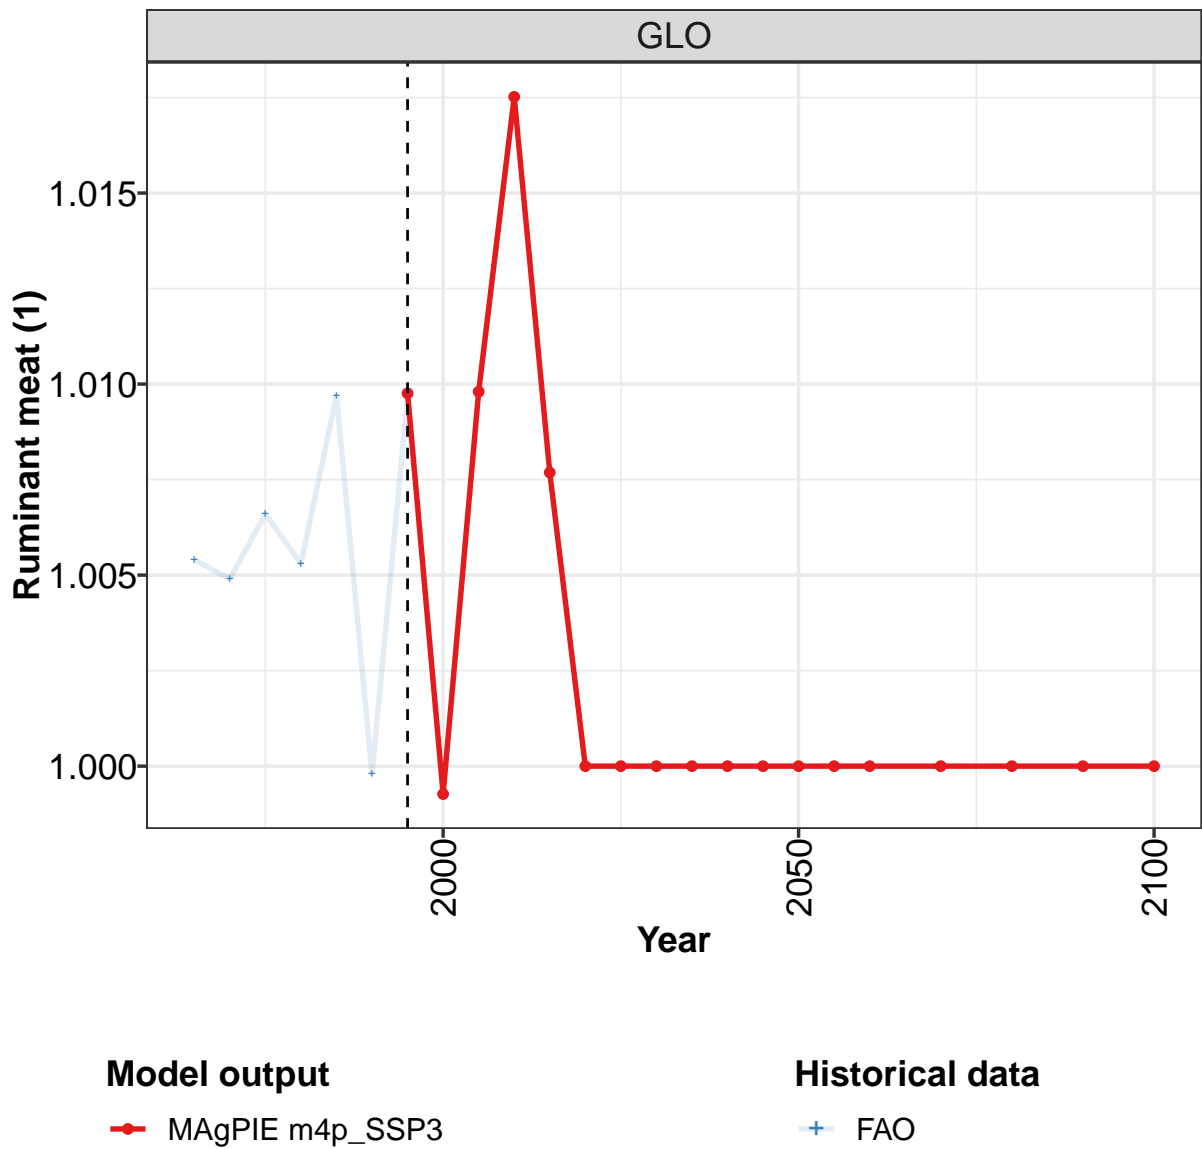 GLO
Ruminant meat (1)
1.015
1.010
1.005
1.000
2000
2050
2100
Year
Model output
MAgPIE m4p_SSP3
Historical data
FAO